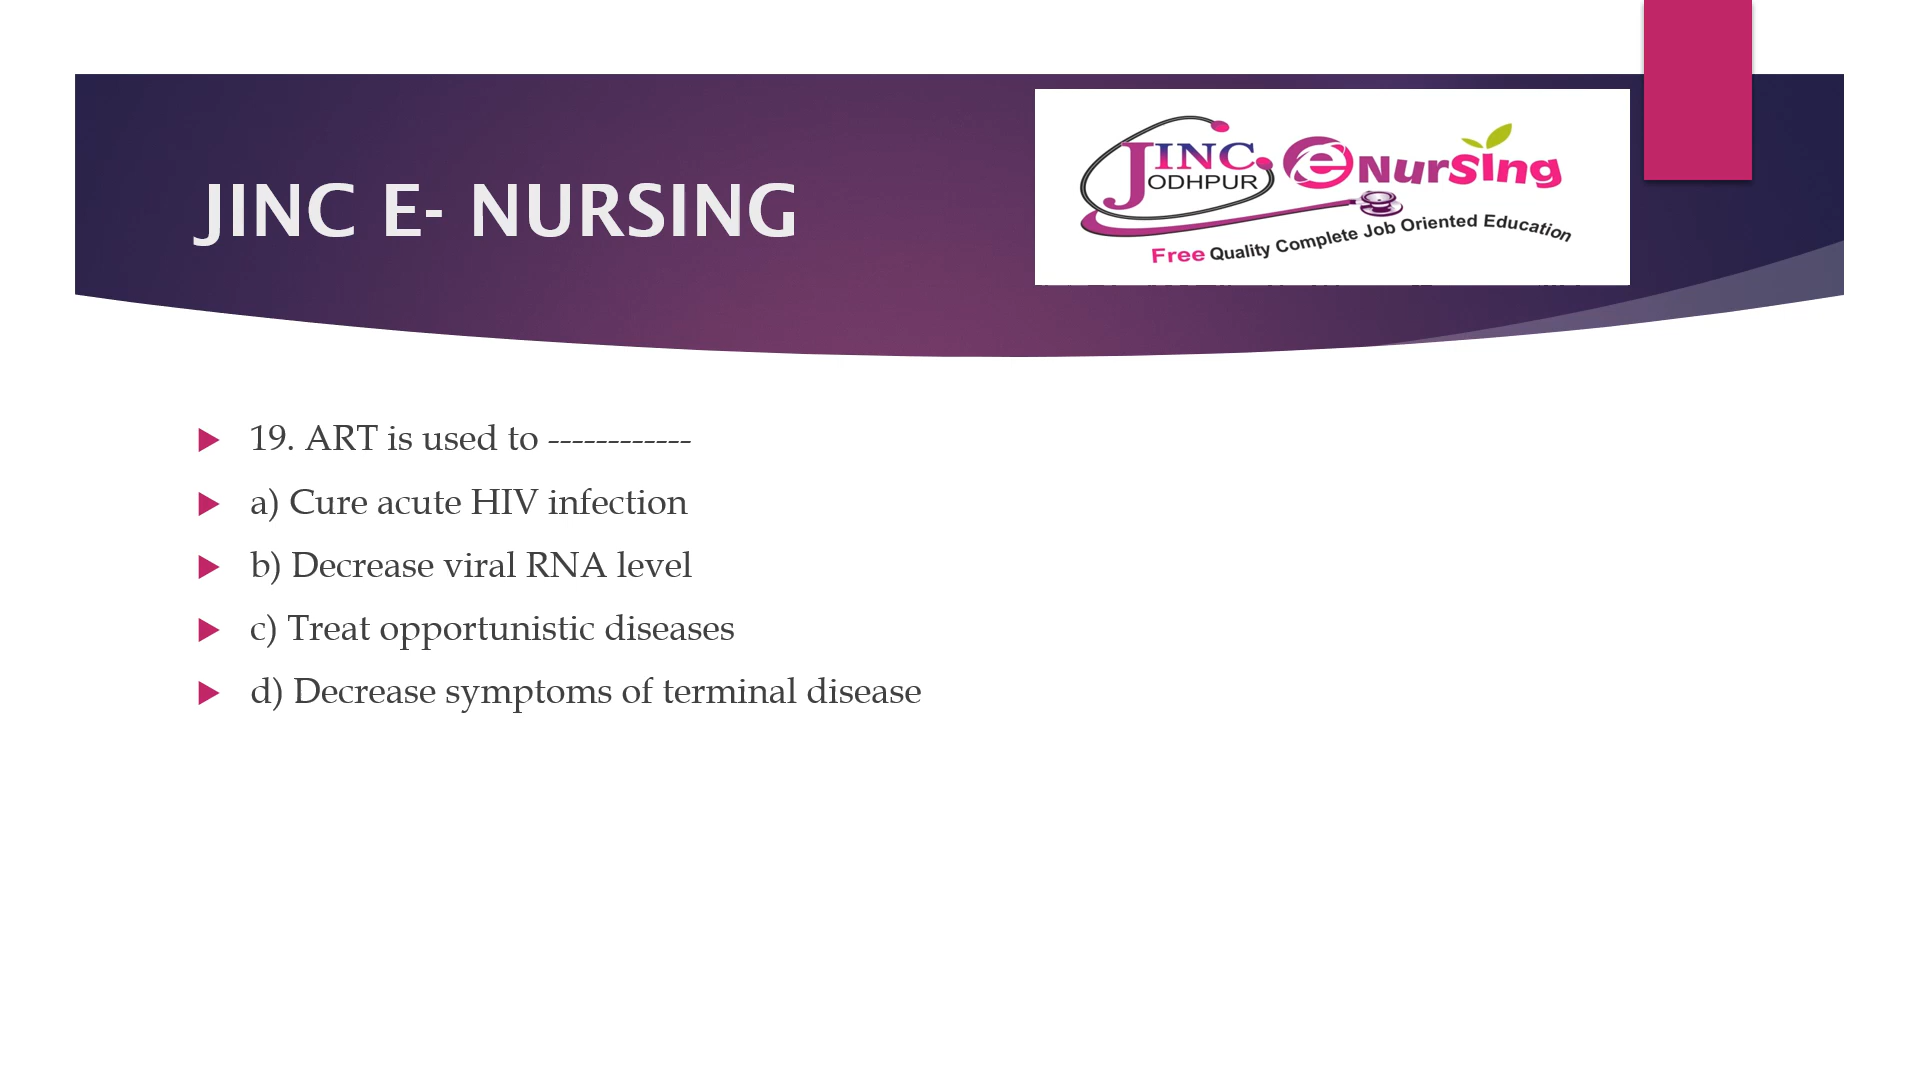 JINC E- NURSING
JINC
ODHPUR
eNursing
Free Quality Complete Job Oriented Education
19. ART is used to ------------
a) Cure acute HIV infection
b) Decrease viral RNA level
c) Treat opportunistic diseases
d) Decrease symptoms of terminal disease